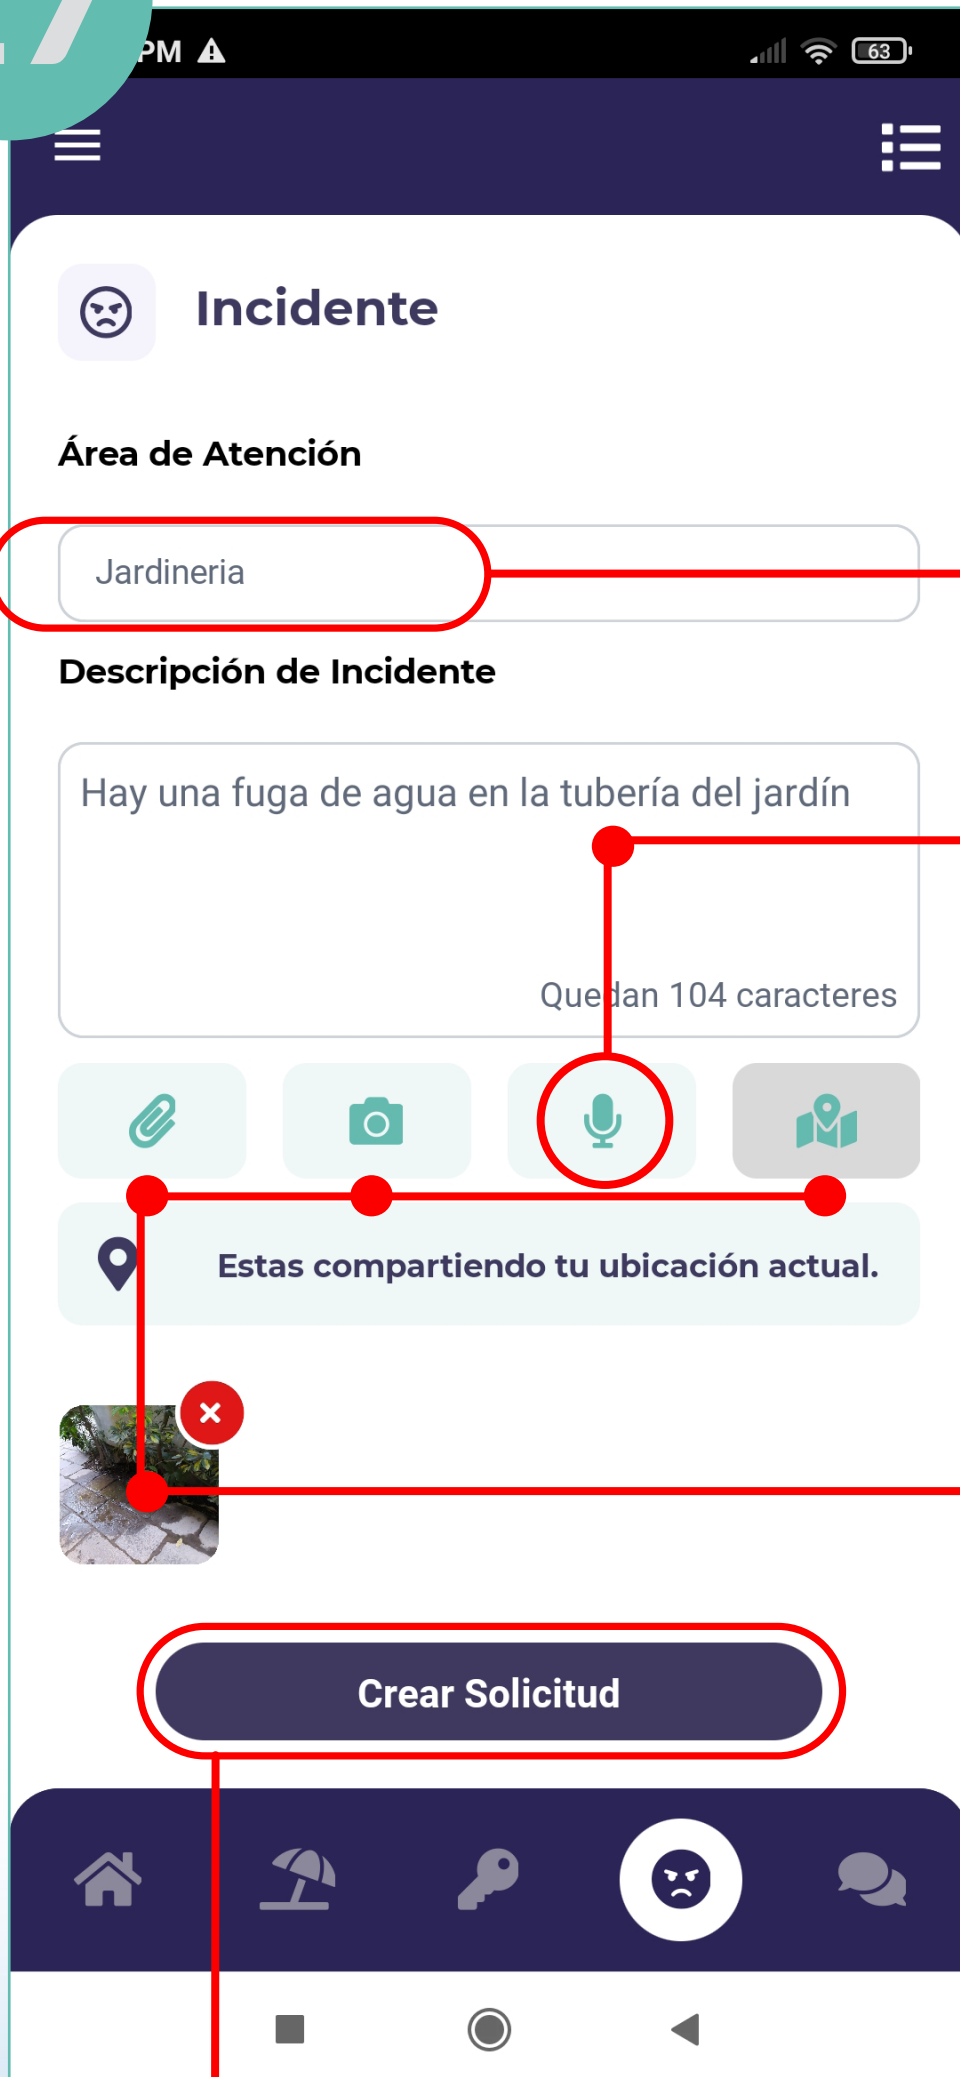 PM
63
Incidente
Área de Atención
Jardineria
Descripción de Incidente
Hay una fuga de agua en la tubería del jardín
Quedan 104 caracteres
Estas compartiendo tu ubicación actual.
Crear Solicitud